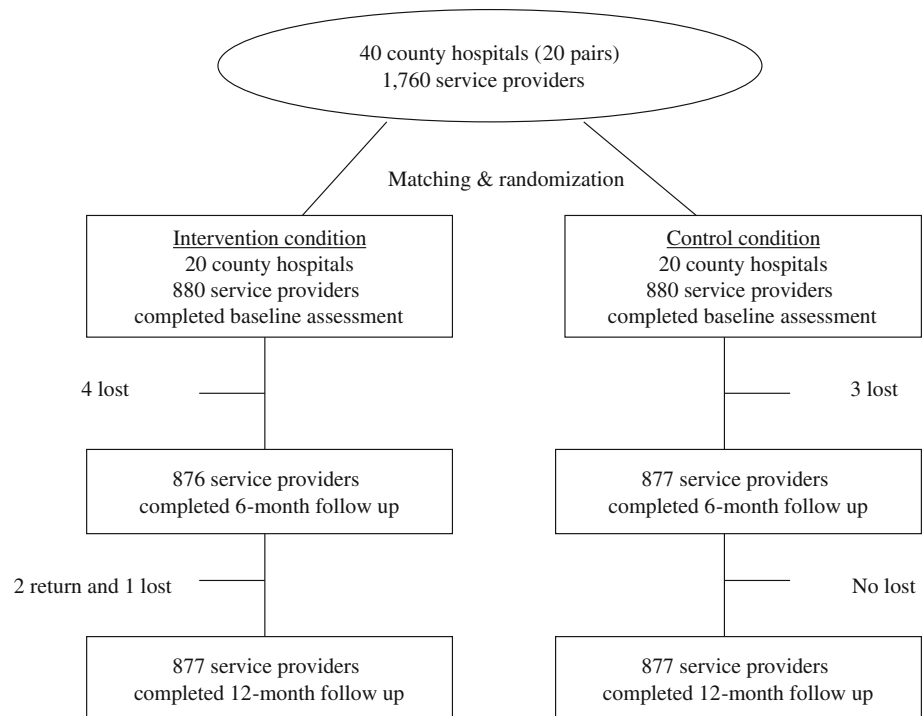 40 county hospitals (20 pairs)
1,760 service providers
Matching & randomization
Intervention condition
20 county hospitals
880 service providers
completed baseline assessment
Control condition
20 county hospitals
880 service providers
completed baseline assessment
4 lost
3 lost
876 service providers
completed 6-month follow up
877 service providers
completed 6-month follow up
2 return and 1 lost
No lost
877 service providers
completed 12-month follow up
877 service providers
completed 12-month follow up